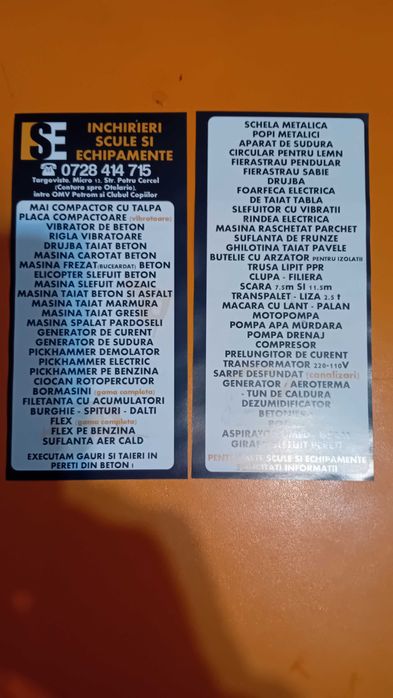 SE
INCHIRIERI
SCULE SI
ECHIPAMENTE
☎ 0728 414 715
Targoviste, Micro 12, Str. Petru Cercel
(Centura spre Otelarie),
intre OMV Petrom si Clubul Copiilor
MAI COMPACTOR CU TALPA
PLACA COMPACTOARE (vibratoare)
VIBRATOR DE BETON
RIGLA VIBRATOARE
DRUJBA TAIAT BETON
MASINA CAROTAT BETON
MASINA FREZAT (BUCEARDAT) BETON
ELICOPTER SLEFUIT BETON
MASINA SLEFUIT MOZAIC
MASINA TAIAT BETON SI ASFALT
MASINA TAIAT MARMURA
MASINA TAIAT GRESIE
MASINA SPALAT PARDOSELI
GENERATOR DE CURENT
GENERATOR DE SUDURA
PICKHAMMER DEMOLATOR
PICKHAMMER ELECTRIC
PICKHAMMER PE BENZINA
CIOCAN ROTOPERCUTOR
BORMASINI (gama completa)
FILETANTA CU ACUMULATORI
BURGHIE - SPITURI - DALTI
FLEX (gama completa)
FLEX PE BENZINA
SUFLANTA AER CALD
EXECUTAM GAURI SI TAIERI IN
PERETI DIN BETON !
SCHELA METALICA
POPI METALICI
APARAT DE SUDURA
CIRCULAR PENTRU LEMN
FIERASTRAU PENDULAR
FIERASTRAU SABIE
DRUJBA
FOARFECA ELECTRICA
DE TAIAT TABLA
SLEFUITOR CU VIBRATII
RINDEA ELECTRICA
MASINA RASCHETAT PARCHET
SUFLANTA DE FRUNZE
GHILOTINA TAIAT PAVELE
BUTELIE CU ARZATOR PENTRU IZOLATII
TRUSA LIPIT PPR
CLUPA - FILIERA
SCARA 7.5m SI 11.5m
TRANSPALET - LIZA 2.5 t
MACARA CU LANT - PALAN
MOTOPOMPA
POMPA APA MURDARA
POMPA DRENAJ
COMPRESOR
PRELUNGITOR DE CURENT
TRANSFORMATOR 220-110V
SARPE DESFUNDAT (canalizari)
GENERATOR / AEROTERMA
- TUN DE CALDURA
DEZUMIDIFICATOR
BETONIERA
SCULE SI ECHIPAMENTE
INFORMATII